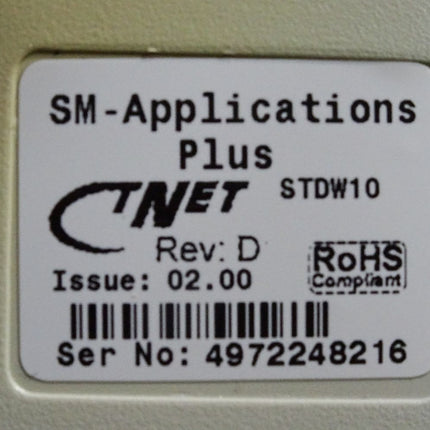 SM-Applications
Plus
CTNET STDW10
Rev: D
RoHS
Compliant
Issue: 02.00
Ser No: 4972248216